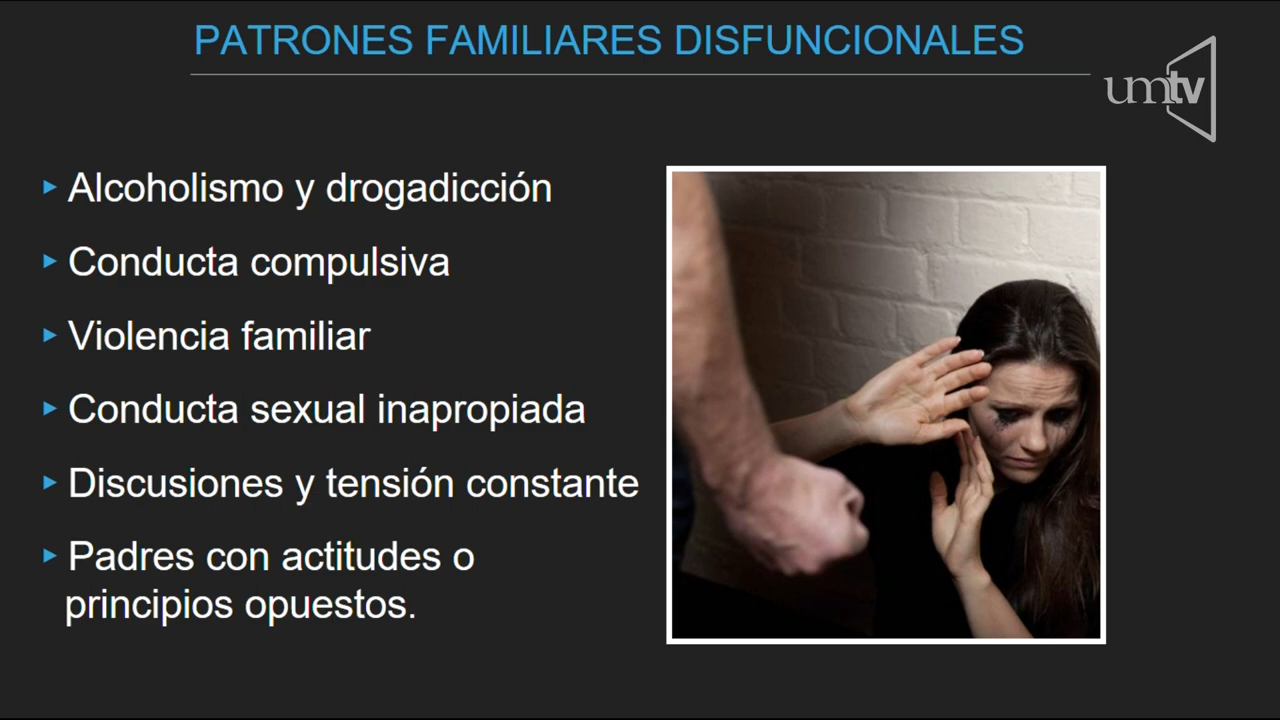 PATRONES FAMILIARES DISFUNCIONALES
umtv
Alcoholismo y drogadicción
Conducta compulsiva
Violencia familiar
Conducta sexual inapropiada
Discusiones y tensión constante
Padres con actitudes o
principios opuestos.